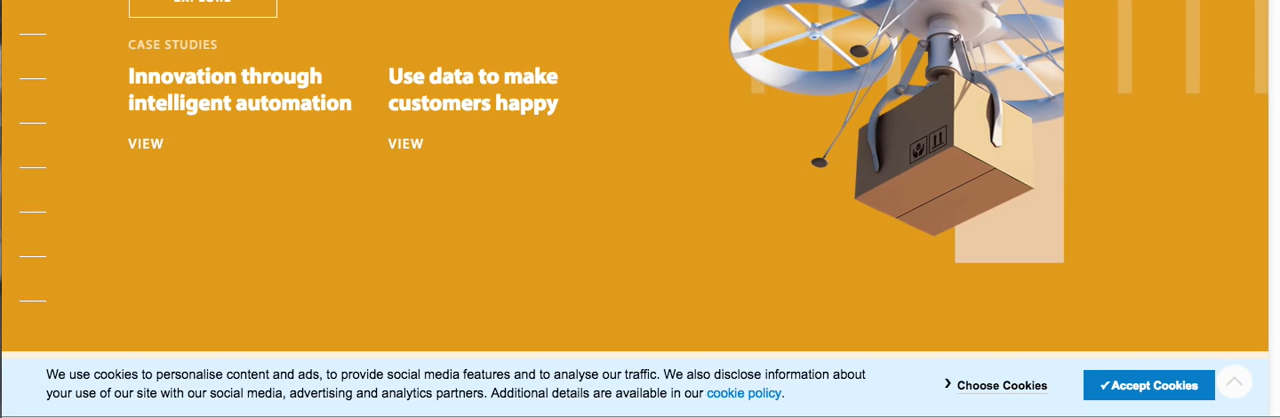 EXPLORE
CASE STUDIES
Innovation through
intelligent automation
VIEW
Use data to make
customers happy
VIEW
We use cookies to personalise content and ads, to provide social media features and to analyse our traffic. We also disclose information about
your use of our site with our social media, advertising and analytics partners. Additional details are available in our cookie policy.
Choose Cookies
✔Accept Cookies